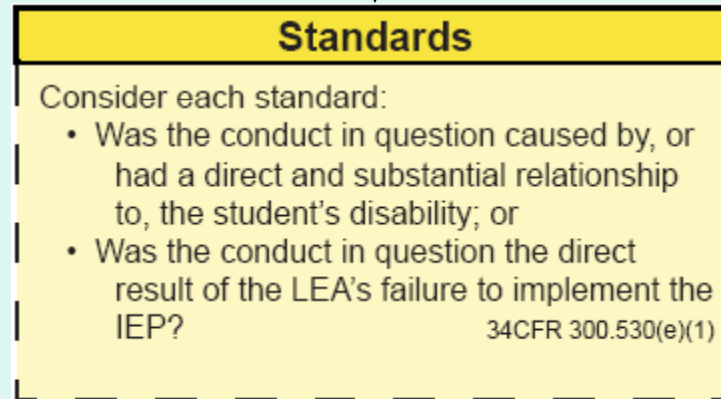 Standards
Consider each standard:
• Was the conduct in question caused by, or
had a direct and substantial relationship
to, the student's disability; or
• Was the conduct in question the direct
result of the LEA's failure to implement the
IEP? 34CFR 300.530(e)(1)